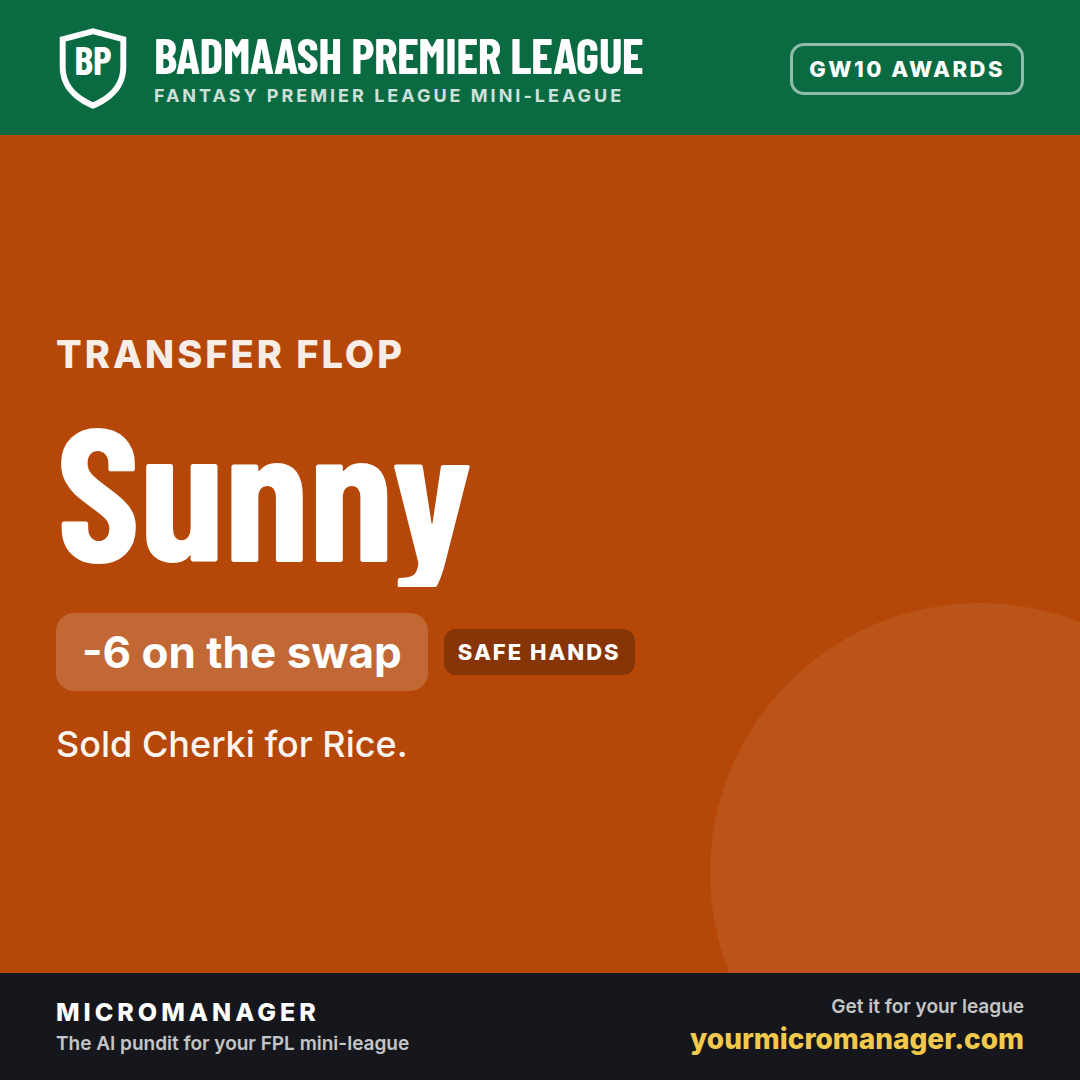 BP
BADMAASH PREMIER LEAGUE
FANTASY PREMIER LEAGUE MINI-LEAGUE
GW10 AWARDS
TRANSFER FLOP
Sunny
-6 on the swap
SAFE HANDS
Sold Cherki for Rice.
MICROMANAGER
The AI pundit for your FPL mini-league
Get it for your league
yourmicromanager.com